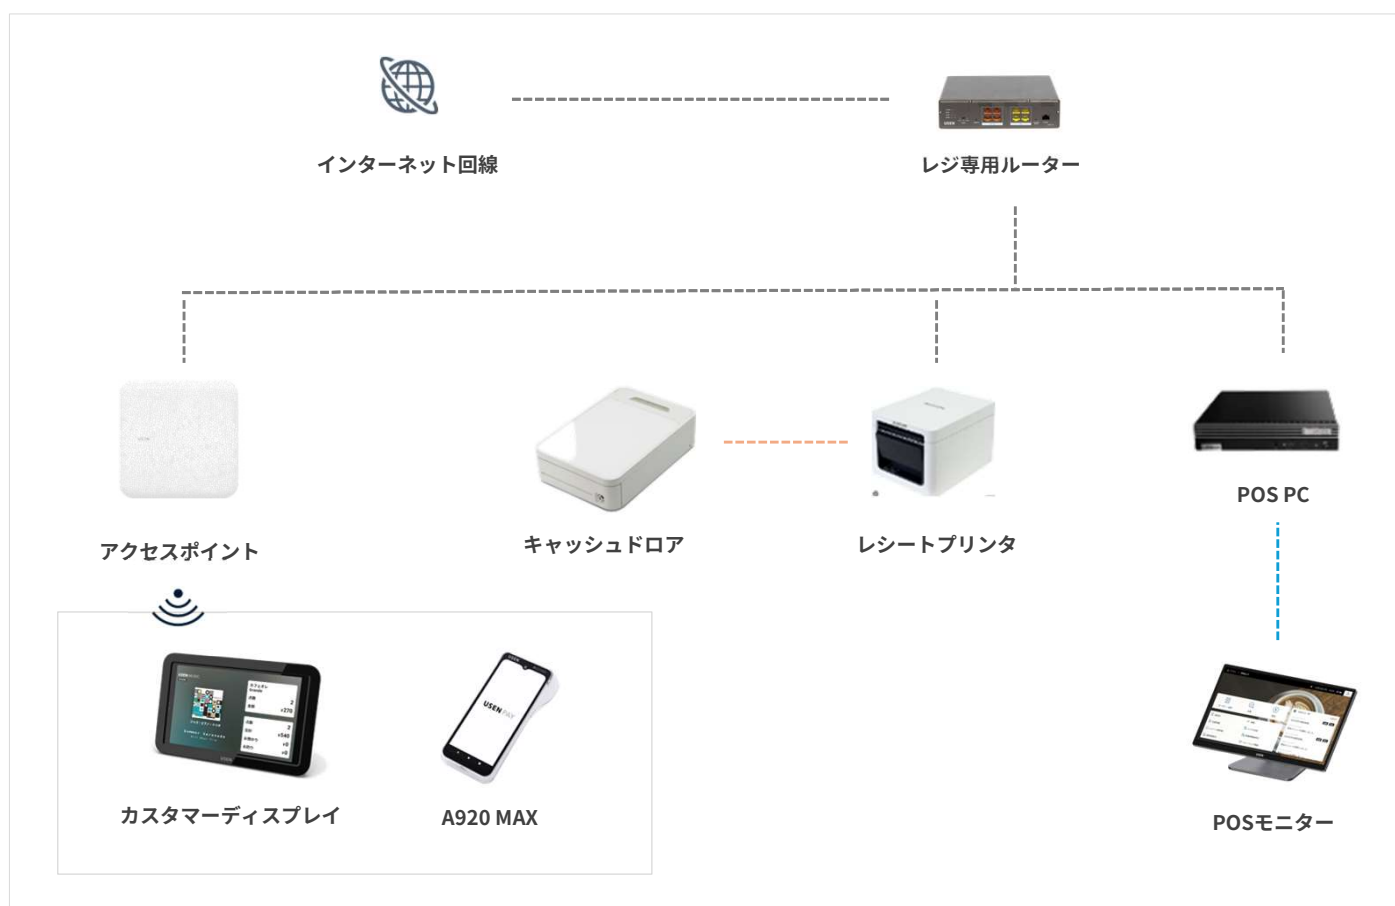 インターネット回線
レジ専用ルーター
アクセスポイント
キャッシュドロア
レシートプリンタ
POS PC
USEN PAY
カスタマーディスプレイ
A920 MAX
POSモニター